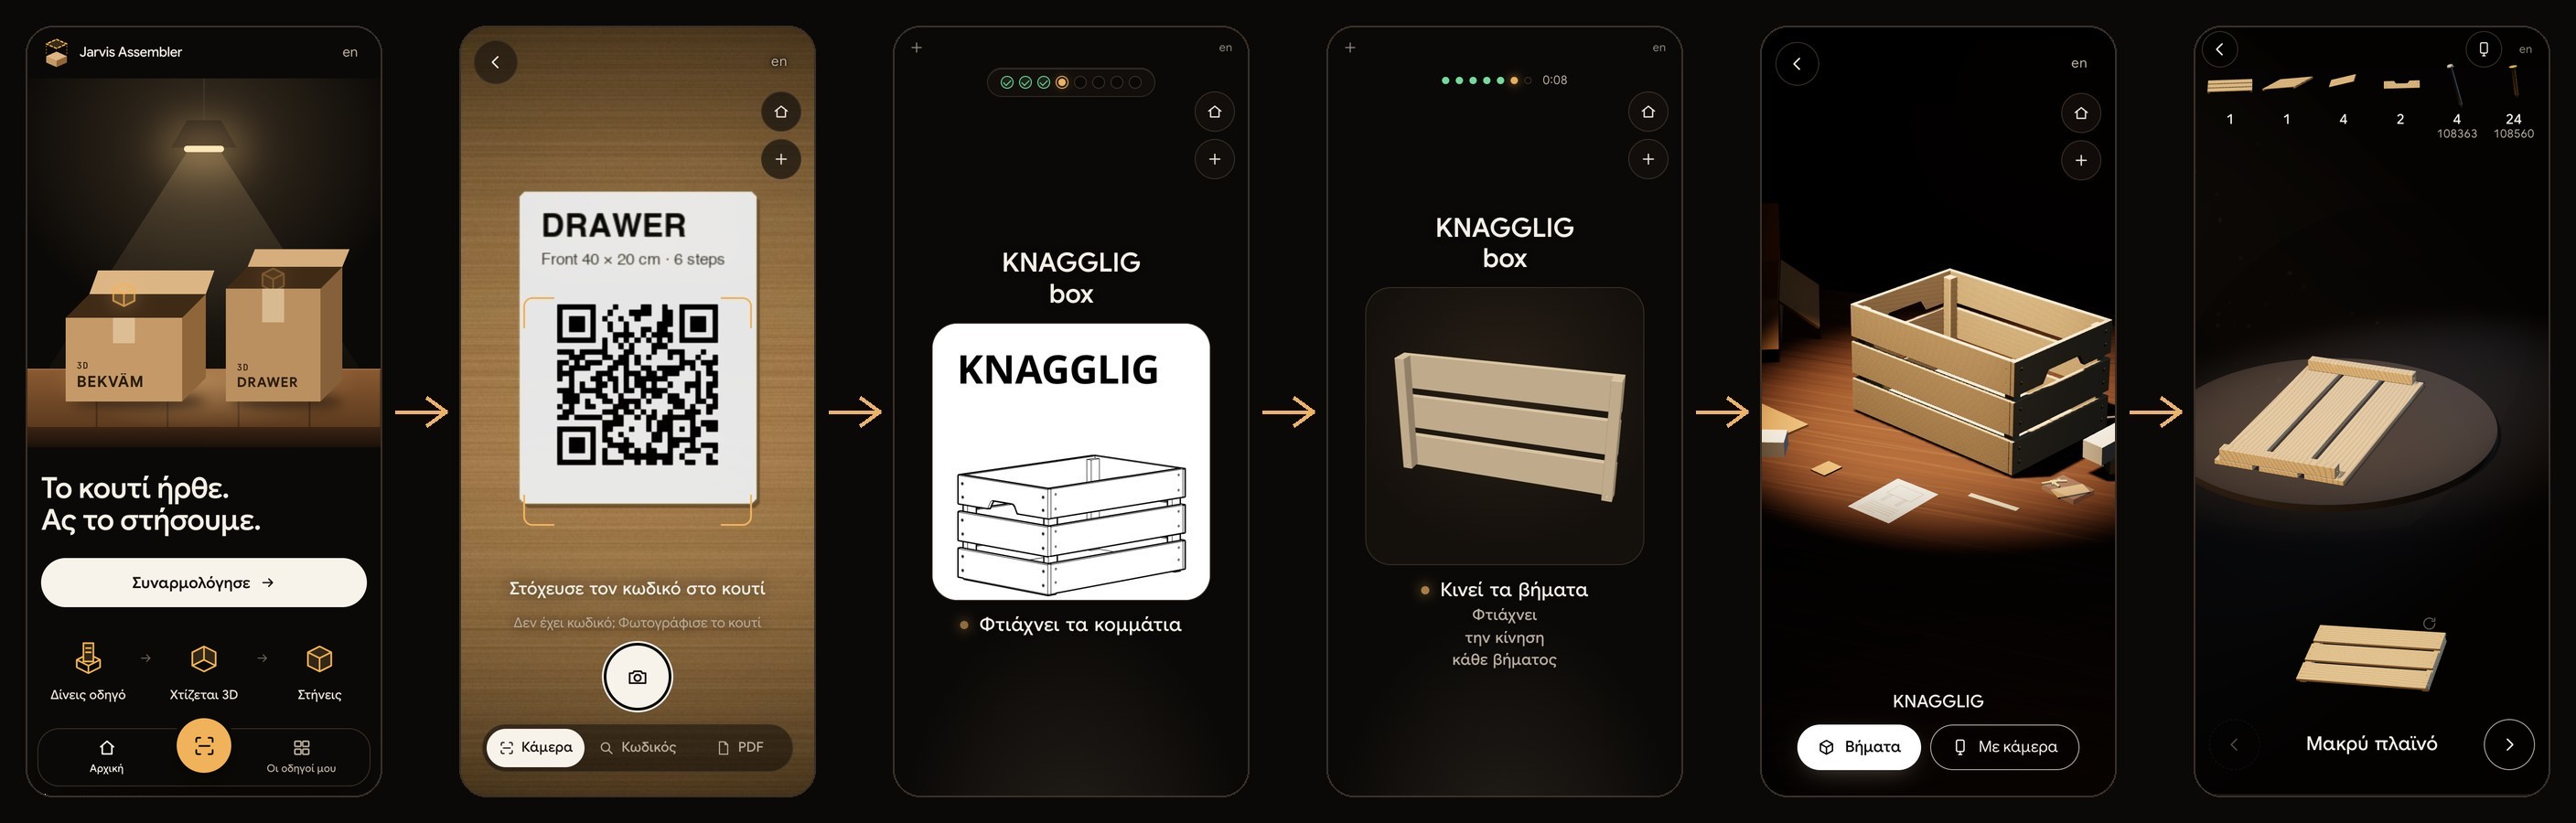 Jarvis Assembler
en
3D
BEKVÄM
3D
DRAWER
Το κουτί ήρθε.
Ας το στήσουμε.
Συναρμολόγησε →
Δίνεις οδηγό → Χτίζεται 3D → Στήνεις
Αρχική
Οι οδηγοί μου
en
DRAWER
Front 40 × 20 cm · 6 steps
Στόχευσε τον κωδικό στο κουτί
Δεν έχει κωδικό; Φωτογράφισε το κουτί
Κάμερα
Κωδικός
PDF
en
KNAGGLIG
box
KNAGGLIG
Φτιάχνει τα κομμάτια
en
0:08
KNAGGLIG
box
Κινεί τα βήματα
Φτιάχνει
την κίνηση
κάθε βήματος
en
KNAGGLIG
Βήματα
Με κάμερα
en
1 1 4 2 4 24
108363 108560
Μακρύ πλαϊνό